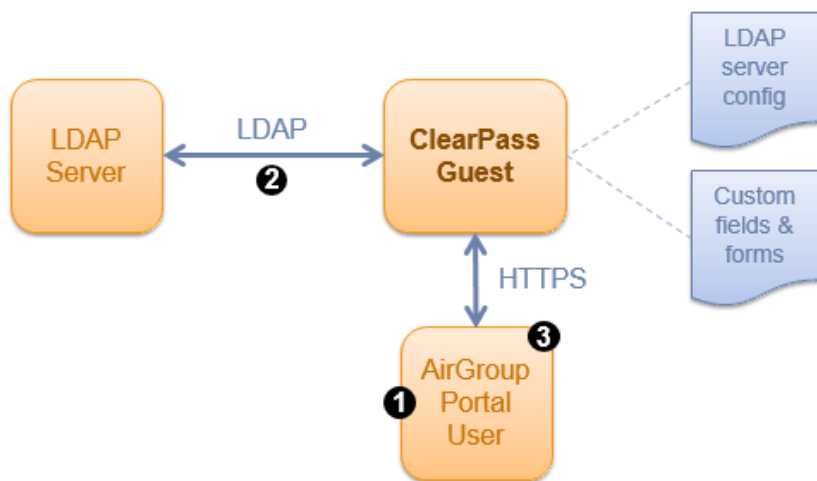 LDAP
server
config
LDAP
Server
LDAP
2
ClearPass
Guest
Custom
fields &
forms
HTTPS
3
1
AirGroup
Portal
User